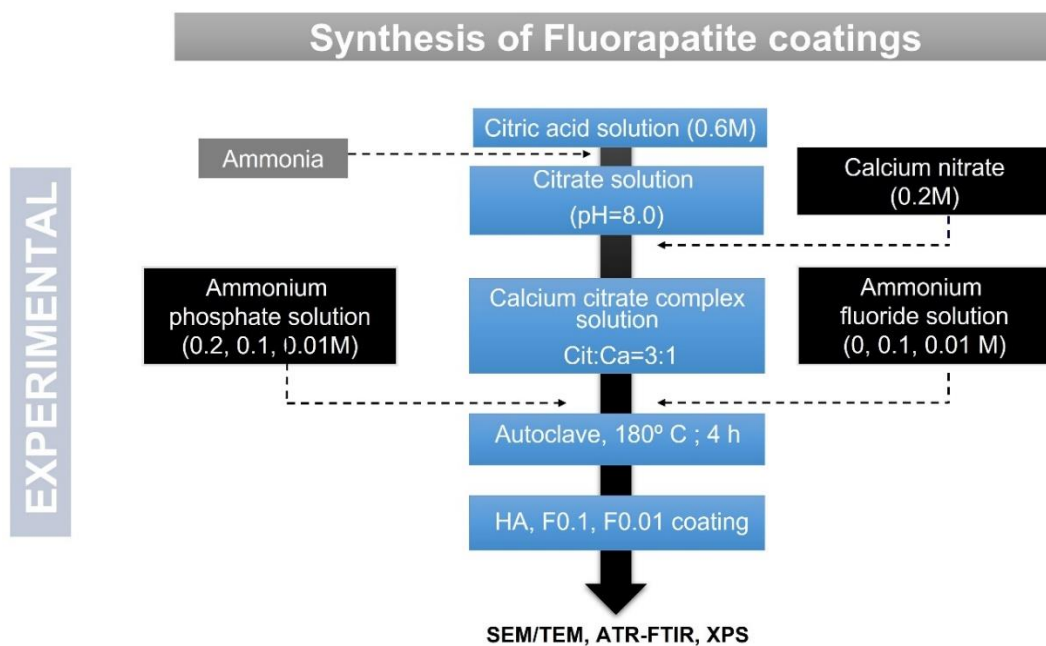 Synthesis of Fluorapatite coatings
EXPERIMENTAL
Citric acid solution (0.6M)
Ammonia
Citrate solution
(pH=8.0)
Calcium nitrate
(0.2M)
Ammonium
phosphate solution
(0.2, 0.1, 0.01M)
Calcium citrate complex
solution
Cit:Ca=3:1
Ammonium
fluoride solution
(0, 0.1, 0.01 M)
Autoclave, 180º C ; 4 h
HA, F0.1, F0.01 coating
SEM/TEM, ATR-FTIR, XPS